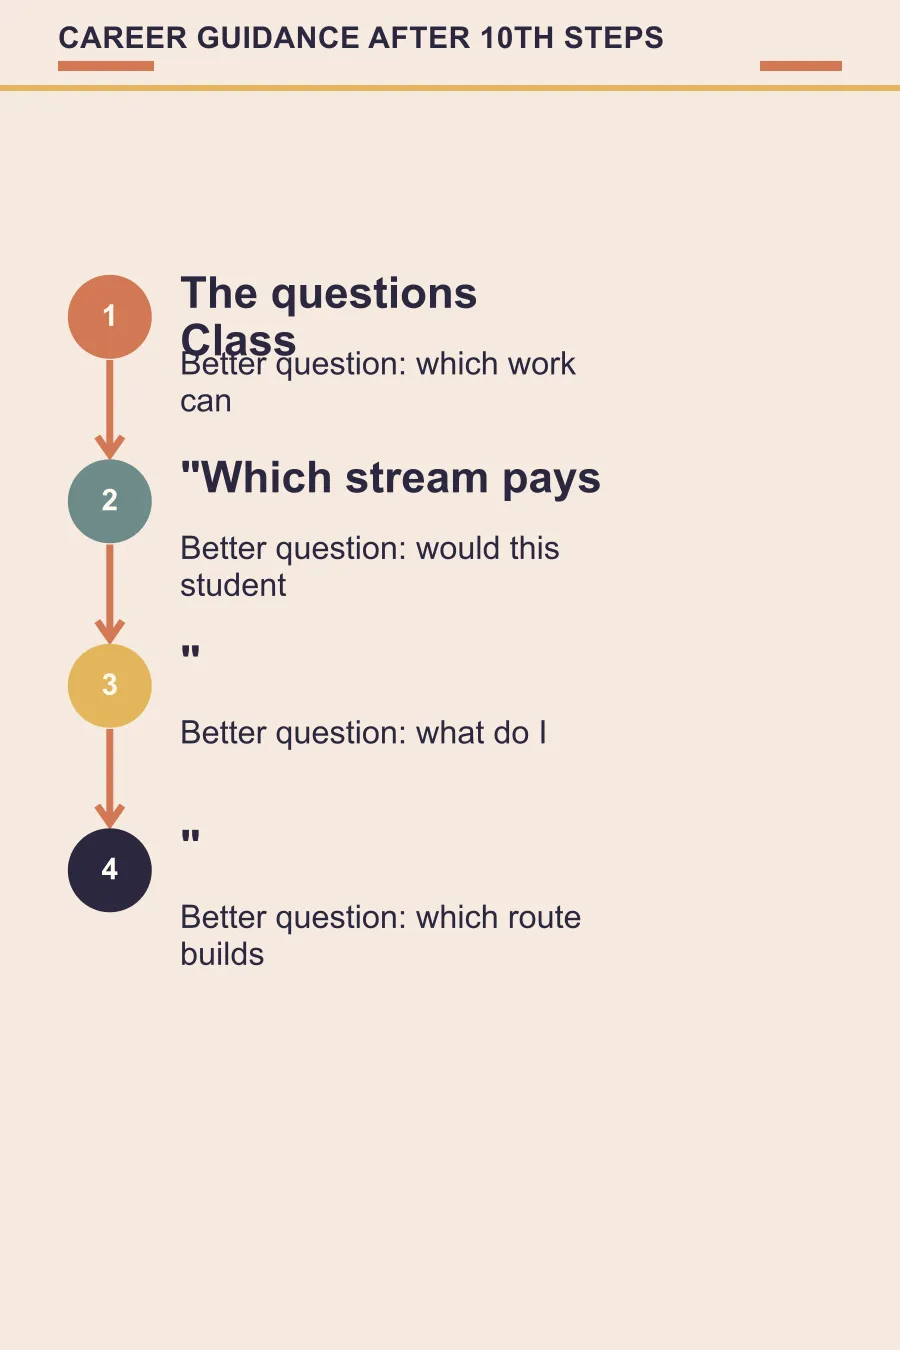 CAREER GUIDANCE AFTER 10TH STEPS
1
The questions
Class
Better question: which work
can
2
"Which stream pays
Better question: would this
student
3
"
Better question: what do I
4
"
Better question: which route
builds